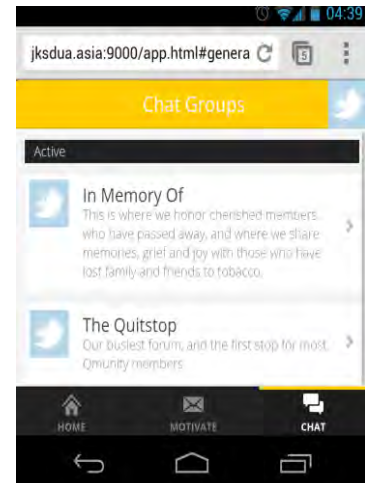 04:39
jksdua.asia:9000/app.html#genera
5
Chat Groups
Active
In Memory Of
This is where we honor cherished members
who have passed away, and where we share
memories, grief and joy with those who have
lost family and friends to tobacco.
The Quitstop
Our busiest forum, and the first stop for most
Qmunity members
HOME
MOTIVATE
CHAT